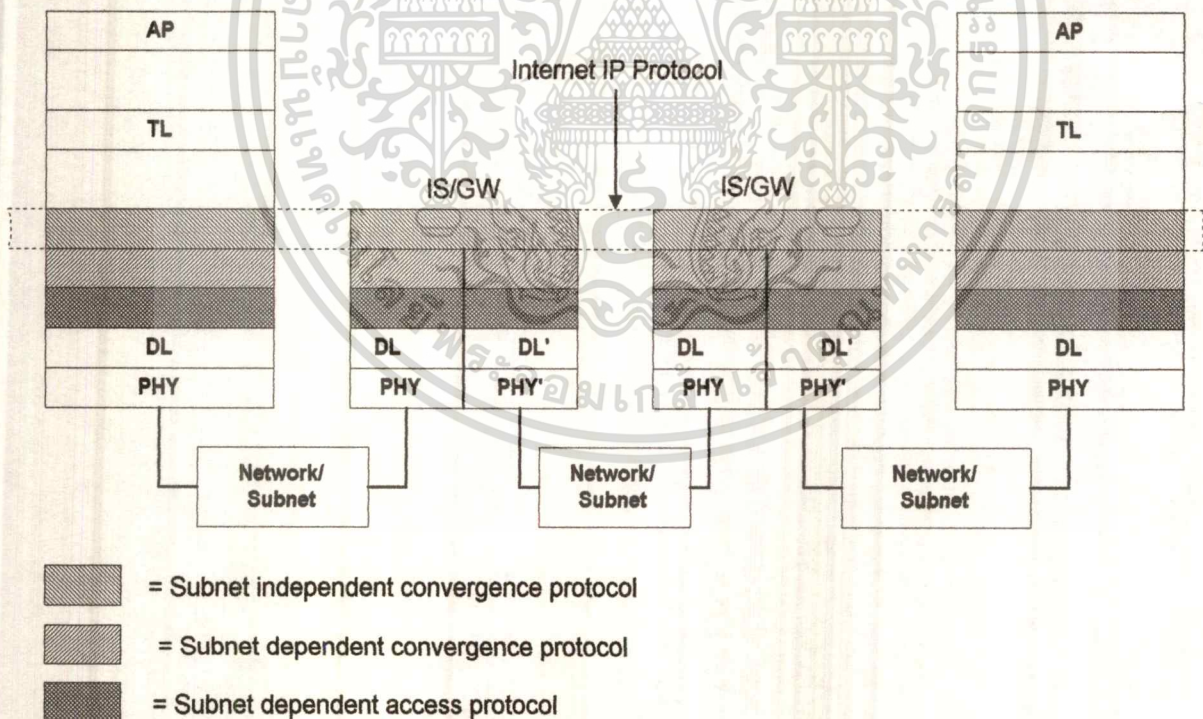 AP
AP
Internet IP Protocol
TL
TL
IS/GW
IS/GW
DL
DL
DL'
DL
DL'
DL
PHY
PHY
PHY'
PHY
PHY'
PHY
Network/
Subnet
Network/
Subnet
Network/
Subnet
= Subnet independent convergence protocol
= Subnet dependent convergence protocol
= Subnet dependent access protocol